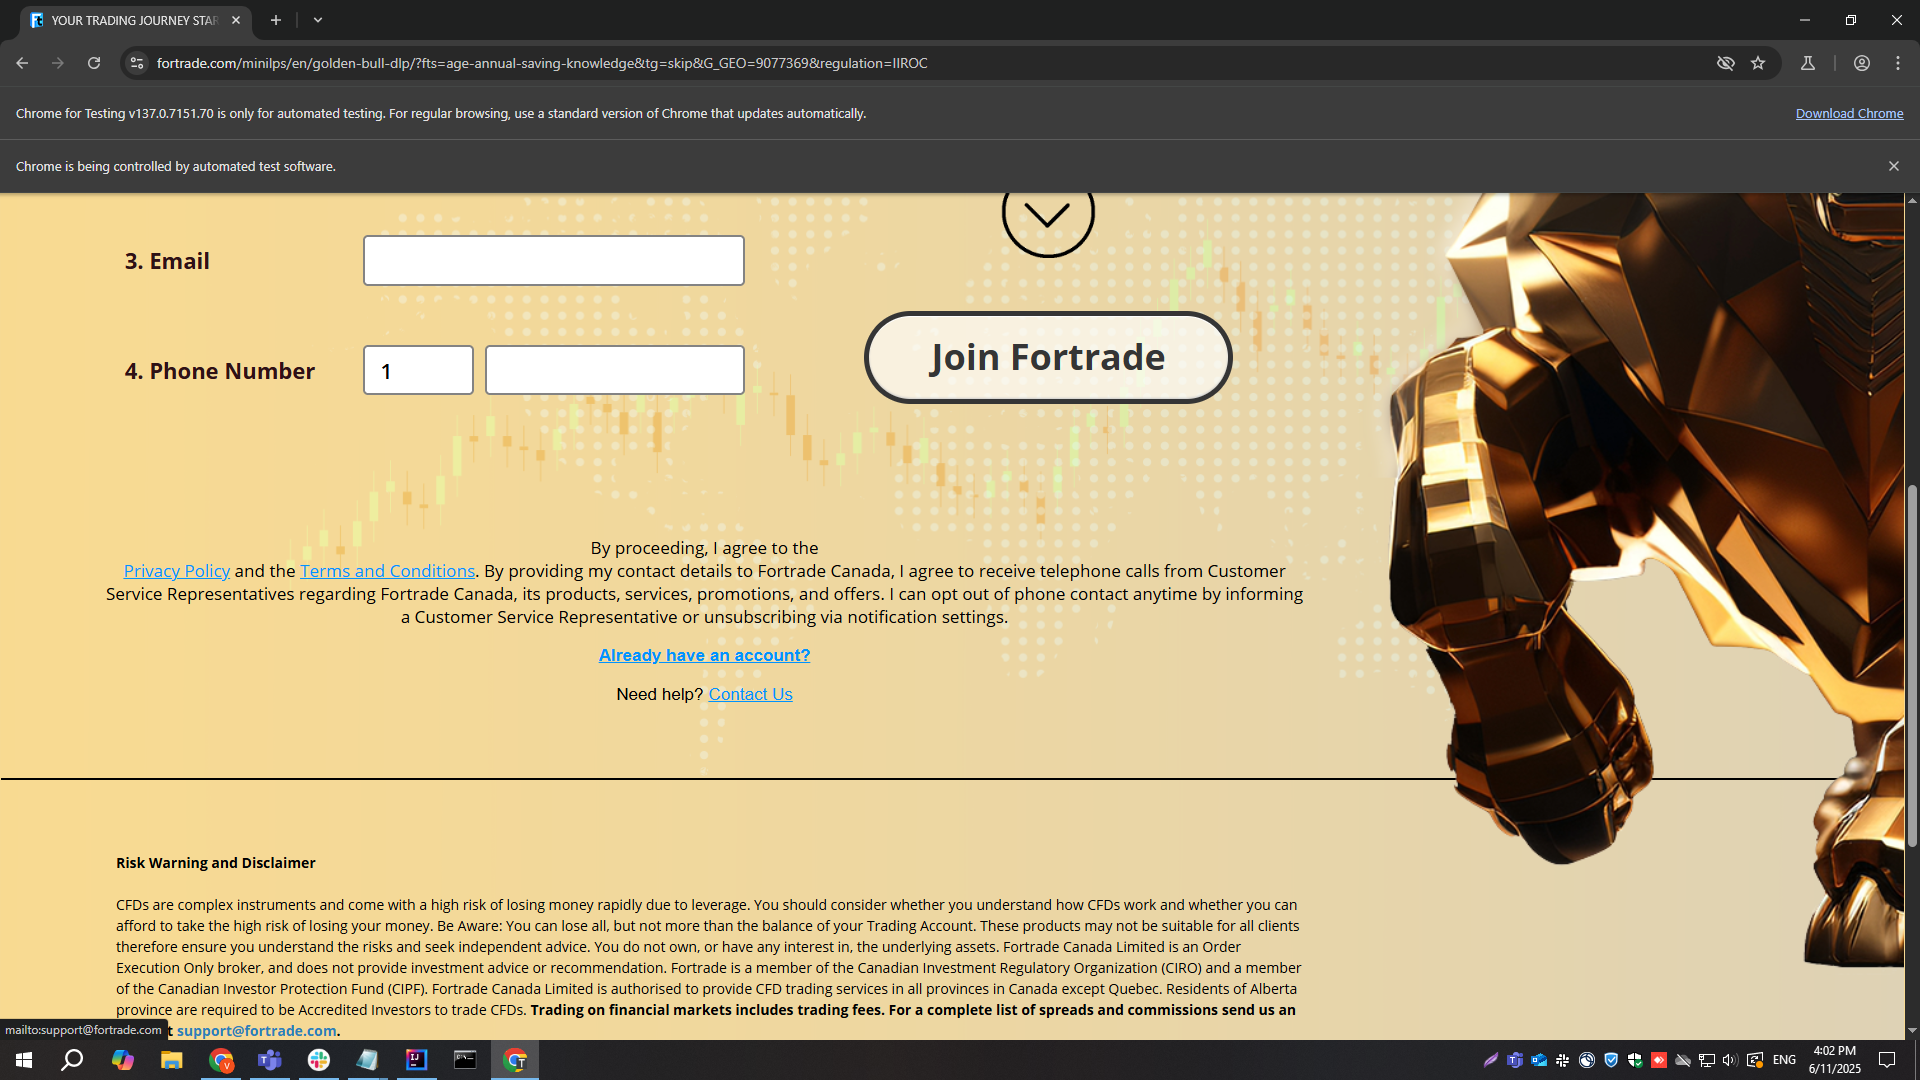 YOUR TRADING JOURNEY STAR
fortrade.com/minilps/en/golden-bull-dlp/?fts=age-annual-saving-knowledge&tg=skip&G_GEO=9077369&regulation=IIROC
Chrome for Testing v137.0.7151.70 is only for automated testing. For regular browsing, use a standard version of Chrome that updates automatically.
Download Chrome
Chrome is being controlled by automated test software.
3. Email
4. Phone Number
1
Join Fortrade
By proceeding, I agree to the
Privacy Policy and the Terms and Conditions. By providing my contact details to Fortrade Canada, I agree to receive telephone calls from Customer
Service Representatives regarding Fortrade Canada, its products, services, promotions, and offers. I can opt out of phone contact anytime by informing
a Customer Service Representative or unsubscribing via notification settings.
Already have an account?
Need help? Contact Us
Risk Warning and Disclaimer
CFDs are complex instruments and come with a high risk of losing money rapidly due to leverage. You should consider whether you understand how CFDs work and whether you can
afford to take the high risk of losing your money. Be Aware: You can lose all, but not more than the balance of your Trading Account. These products may not be suitable for all clients
therefore ensure you understand the risks and seek independent advice. You do not own, or have any interest in, the underlying assets. Fortrade Canada Limited is an Order
Execution Only broker, and does not provide investment advice or recommendation. Fortrade is a member of the Canadian Investment Regulatory Organization (CIRO) and a member
of the Canadian Investor Protection Fund (CIPF). Fortrade Canada Limited is authorised to provide CFD trading services in all provinces in Canada except Quebec. Residents of Alberta
province are required to be Accredited Investors to trade CFDs. Trading on financial markets includes trading fees. For a complete list of spreads and commissions send us an
t support@fortrade.com.
mailto:support@fortrade.com
ENG
4:02 PM
6/11/2025